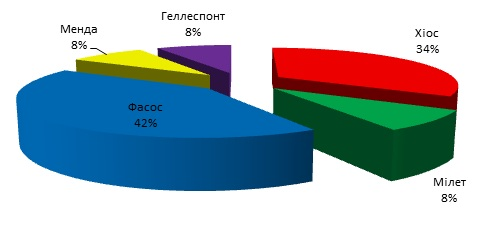 Геллеспонт
8%
Менда
8%
Хіос
34%
Фасос
42%
Мілет
8%